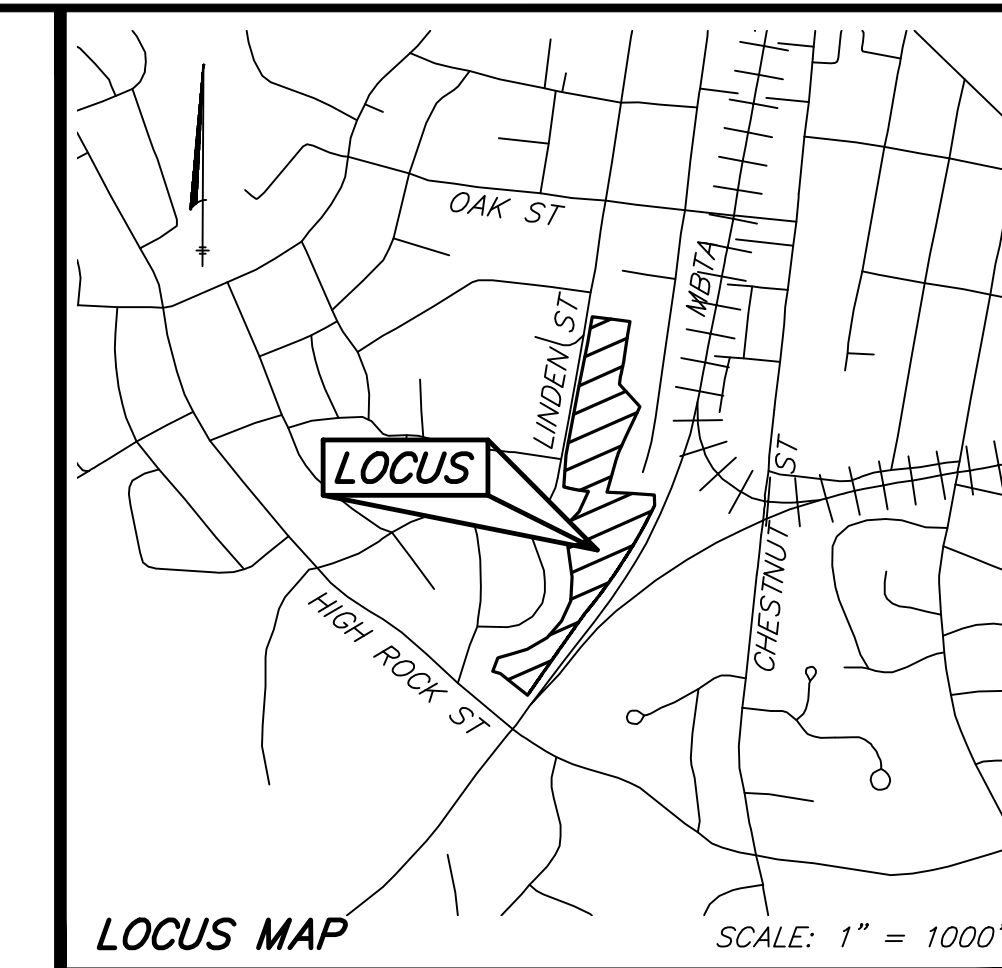 OAK ST
MBTA
LINDEN ST
CHESTNUT ST
LOCUS
HIGH ROCK ST
LOCUS MAP
SCALE: 1" = 1000'